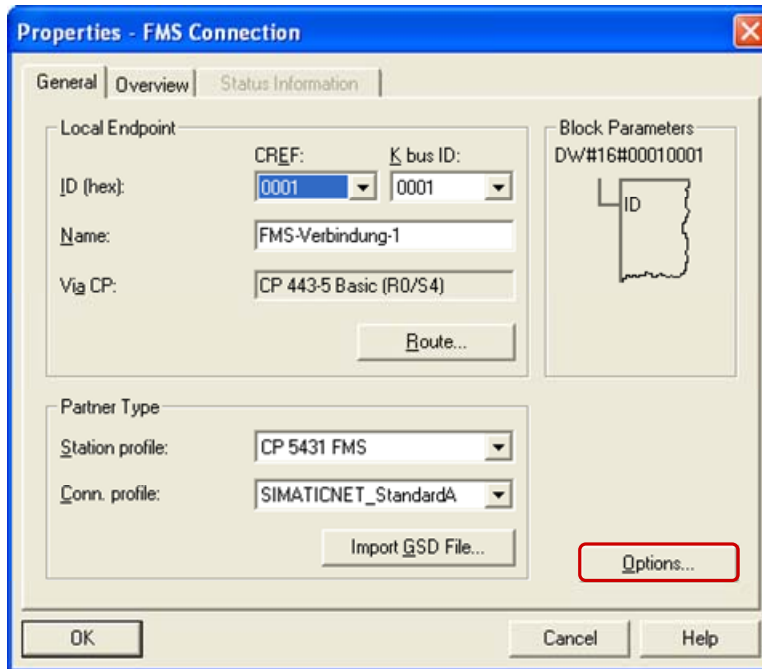 Properties - FMS Connection
General Overview Status Information
Local Endpoint
CREF: K bus ID:
ID (hex): 0001 0001
Name: FMS-Verbindung-1
Via CP: CP 443-5 Basic (R0/S4)
Route...
Block Parameters
DW#16#00010001
ID
Partner Type
Station profile: CP 5431 FMS
Conn. profile: SIMATICNET_StandardA
Import GSD File...
Options...
OK Cancel Help